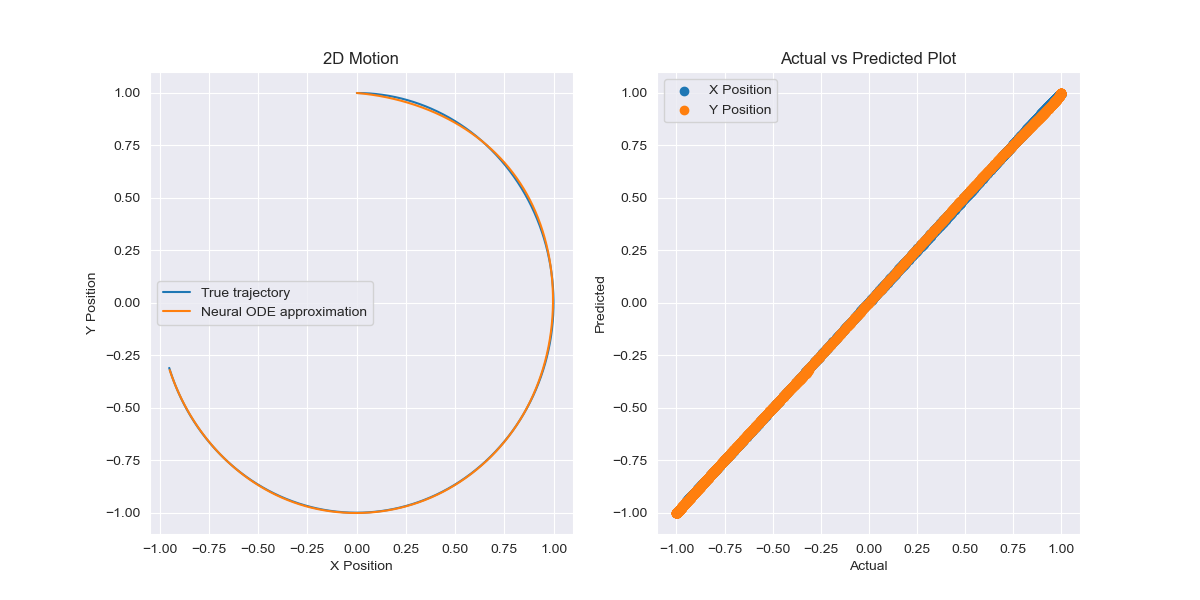 2D Motion
1.00
0.75
0.50
0.25
0.00
−0.25
−0.50
−0.75
−1.00
Y Position
True trajectory
Neural ODE approximation
−1.00 −0.75 −0.50 −0.25 0.00 0.25 0.50 0.75 1.00
X Position
Actual vs Predicted Plot
X Position
Y Position
1.00
0.75
0.50
0.25
0.00
−0.25
−0.50
−0.75
−1.00
Predicted
−1.00 −0.75 −0.50 −0.25 0.00 0.25 0.50 0.75 1.00
Actual